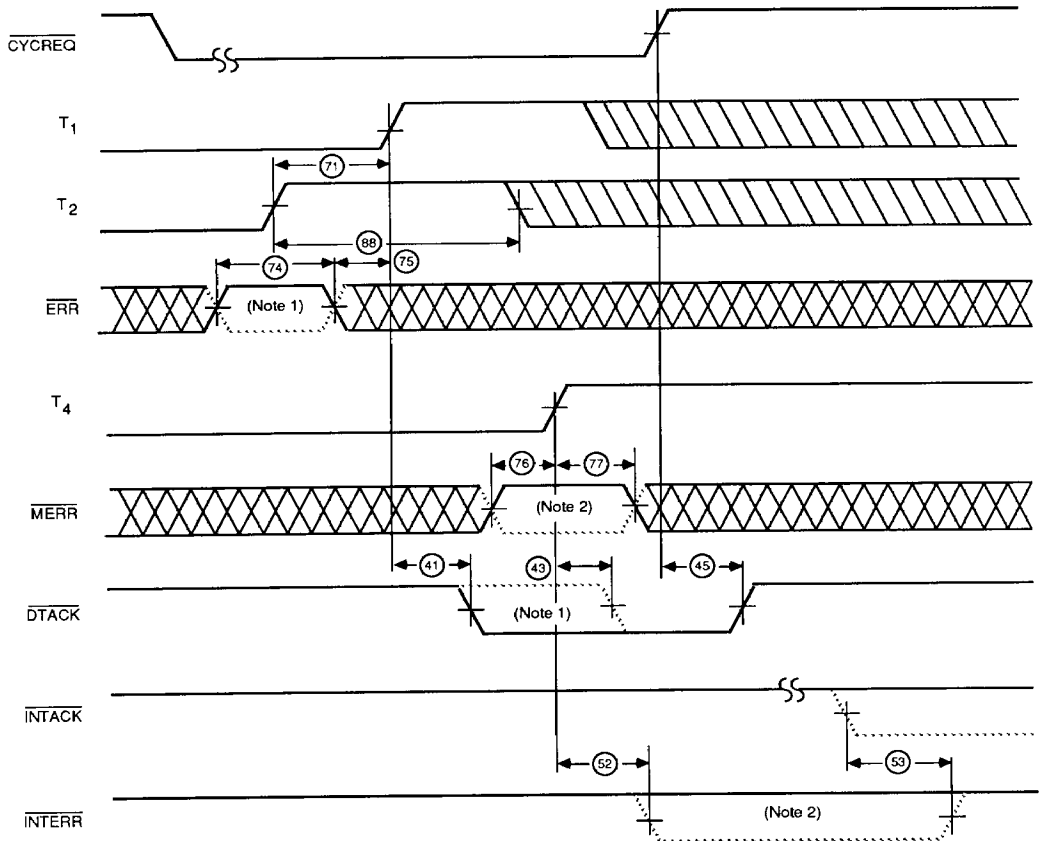 CYCREQ
T1
71
T2
88
74 75
ERR (Note 1)
T4
76 77
MERR (Note 2)
41 43 45
DTACK (Note 1)
INTACK
52 53
INTERR (Note 2)